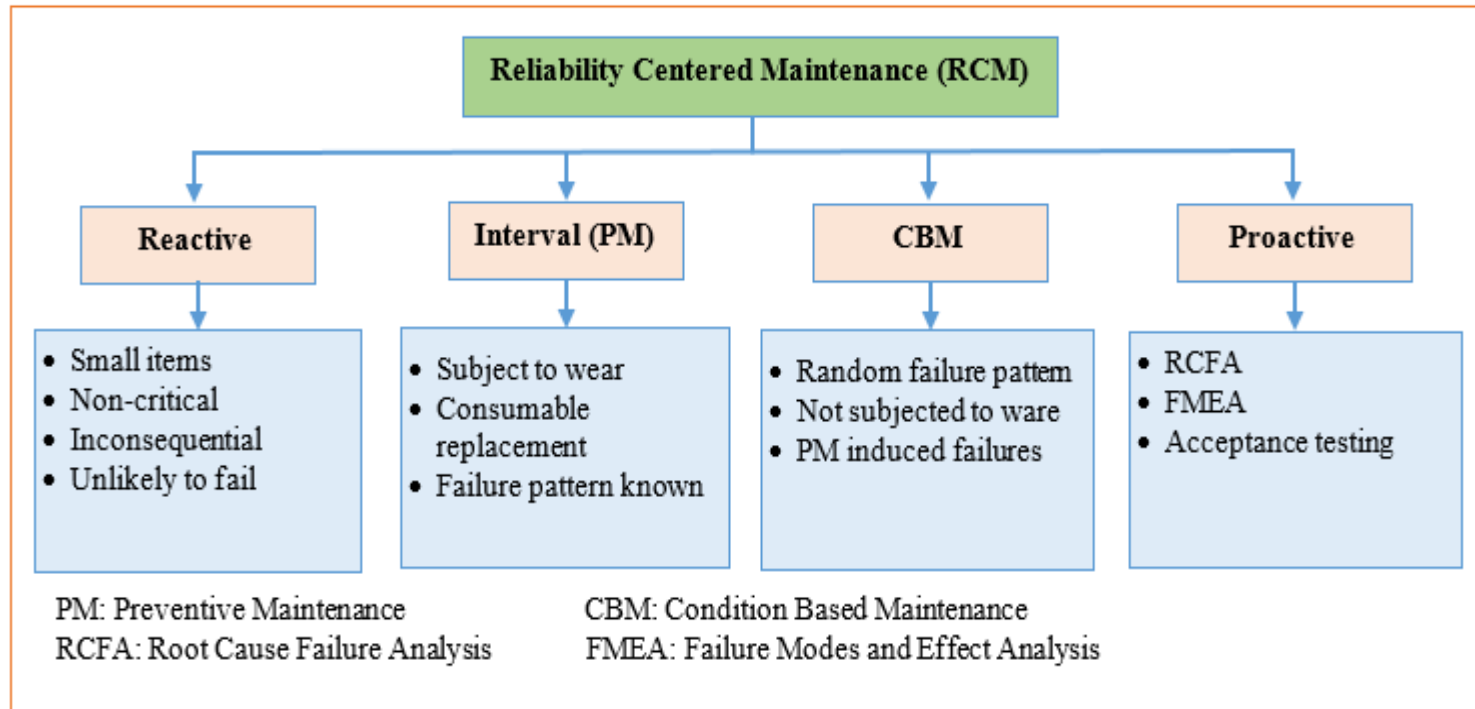 Reliability Centered Maintenance (RCM)
Reactive
Interval (PM)
CBM
Proactive
• Small items
• Non-critical
• Inconsequential
• Unlikely to fail
• Subject to wear
• Consumable
replacement
• Failure pattern known
• Random failure pattern
• Not subjected to ware
• PM induced failures
• RCFA
• FMEA
• Acceptance testing
PM: Preventive Maintenance
CBM: Condition Based Maintenance
RCFA: Root Cause Failure Analysis
FMEA: Failure Modes and Effect Analysis